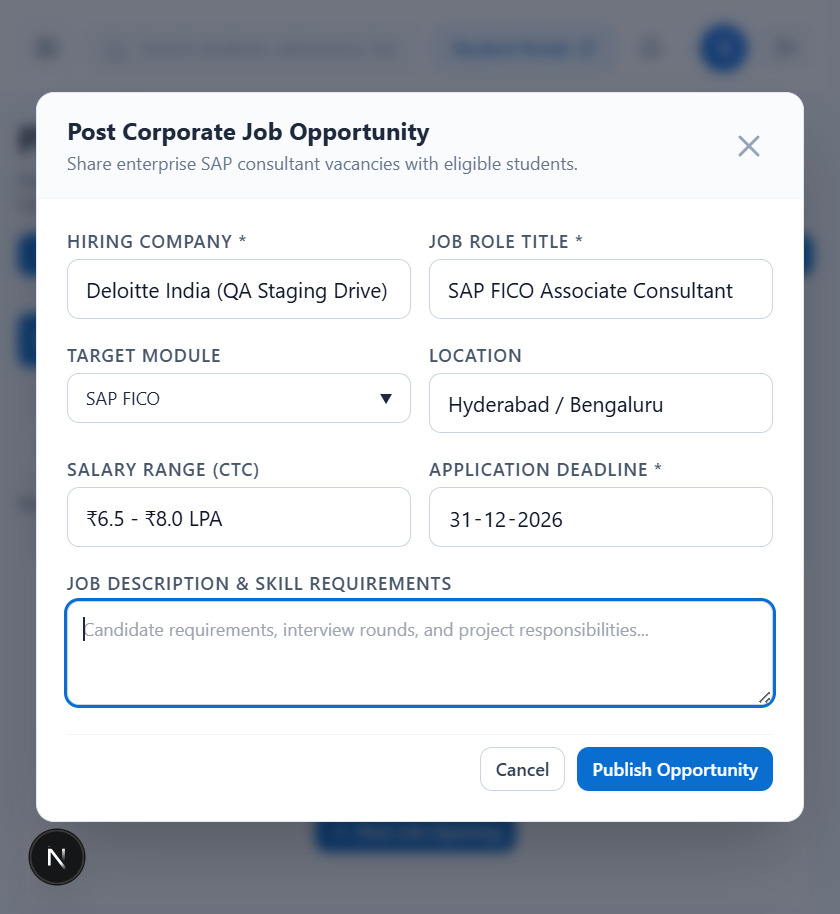 Post Corporate Job Opportunity
Share enterprise SAP consultant vacancies with eligible students.
HIRING COMPANY *
JOB ROLE TITLE *
Deloitte India (QA Staging Drive)
SAP FICO Associate Consultant
TARGET MODULE
LOCATION
SAP FICO
Hyderabad / Bengaluru
SALARY RANGE (CTC)
APPLICATION DEADLINE *
₹6.5 - ₹8.0 LPA
31-12-2026
JOB DESCRIPTION & SKILL REQUIREMENTS
Candidate requirements, interview rounds, and project responsibilities...
Cancel
Publish Opportunity
N